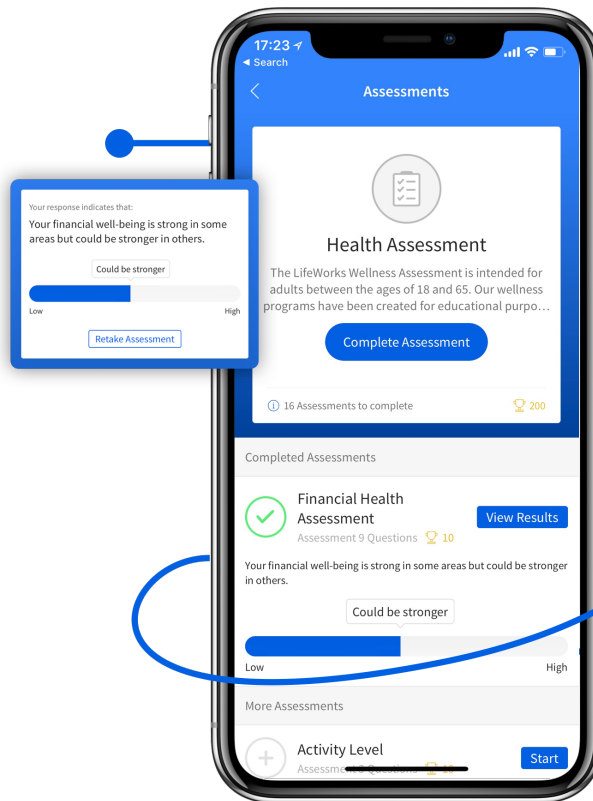 17:23
Search
Assessments
Health Assessment
The LifeWorks Wellness Assessment is intended for
adults between the ages of 18 and 65. Our wellness
programs have been created for educational purpo…
Complete Assessment
16 Assessments to complete
200
Your response indicates that:
Your financial well-being is strong in some
areas but could be stronger in others.
Could be stronger
Low High
Retake Assessment
Completed Assessments
Financial Health
Assessment
View Results
Assessment 9 Questions 10
Your financial well-being is strong in some areas but could be stronger
in others.
Could be stronger
Low High
More Assessments
Activity Level
Start